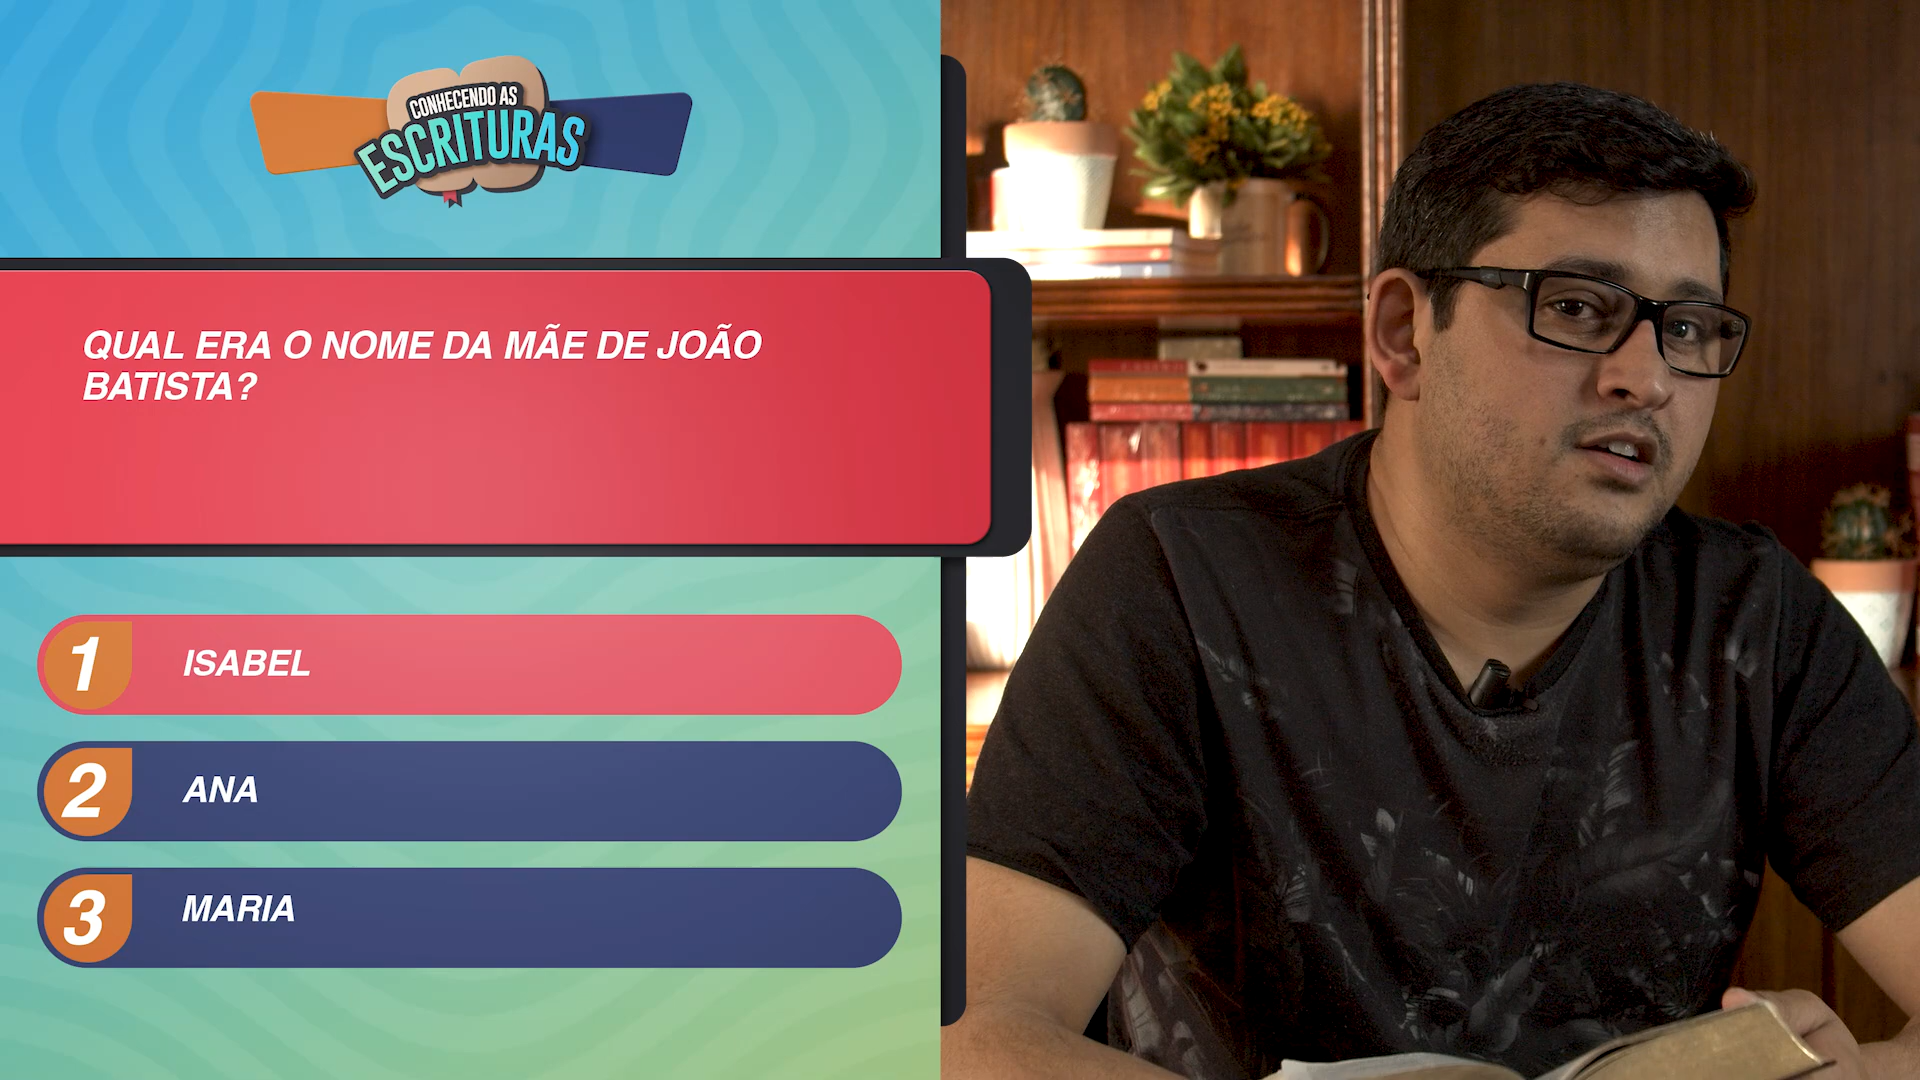 CONHECENDO AS
ESCRITURAS
QUAL ERA O NOME DA MÃE DE JOÃO
BATISTA?
1 ISABEL
2 ANA
3 MARIA